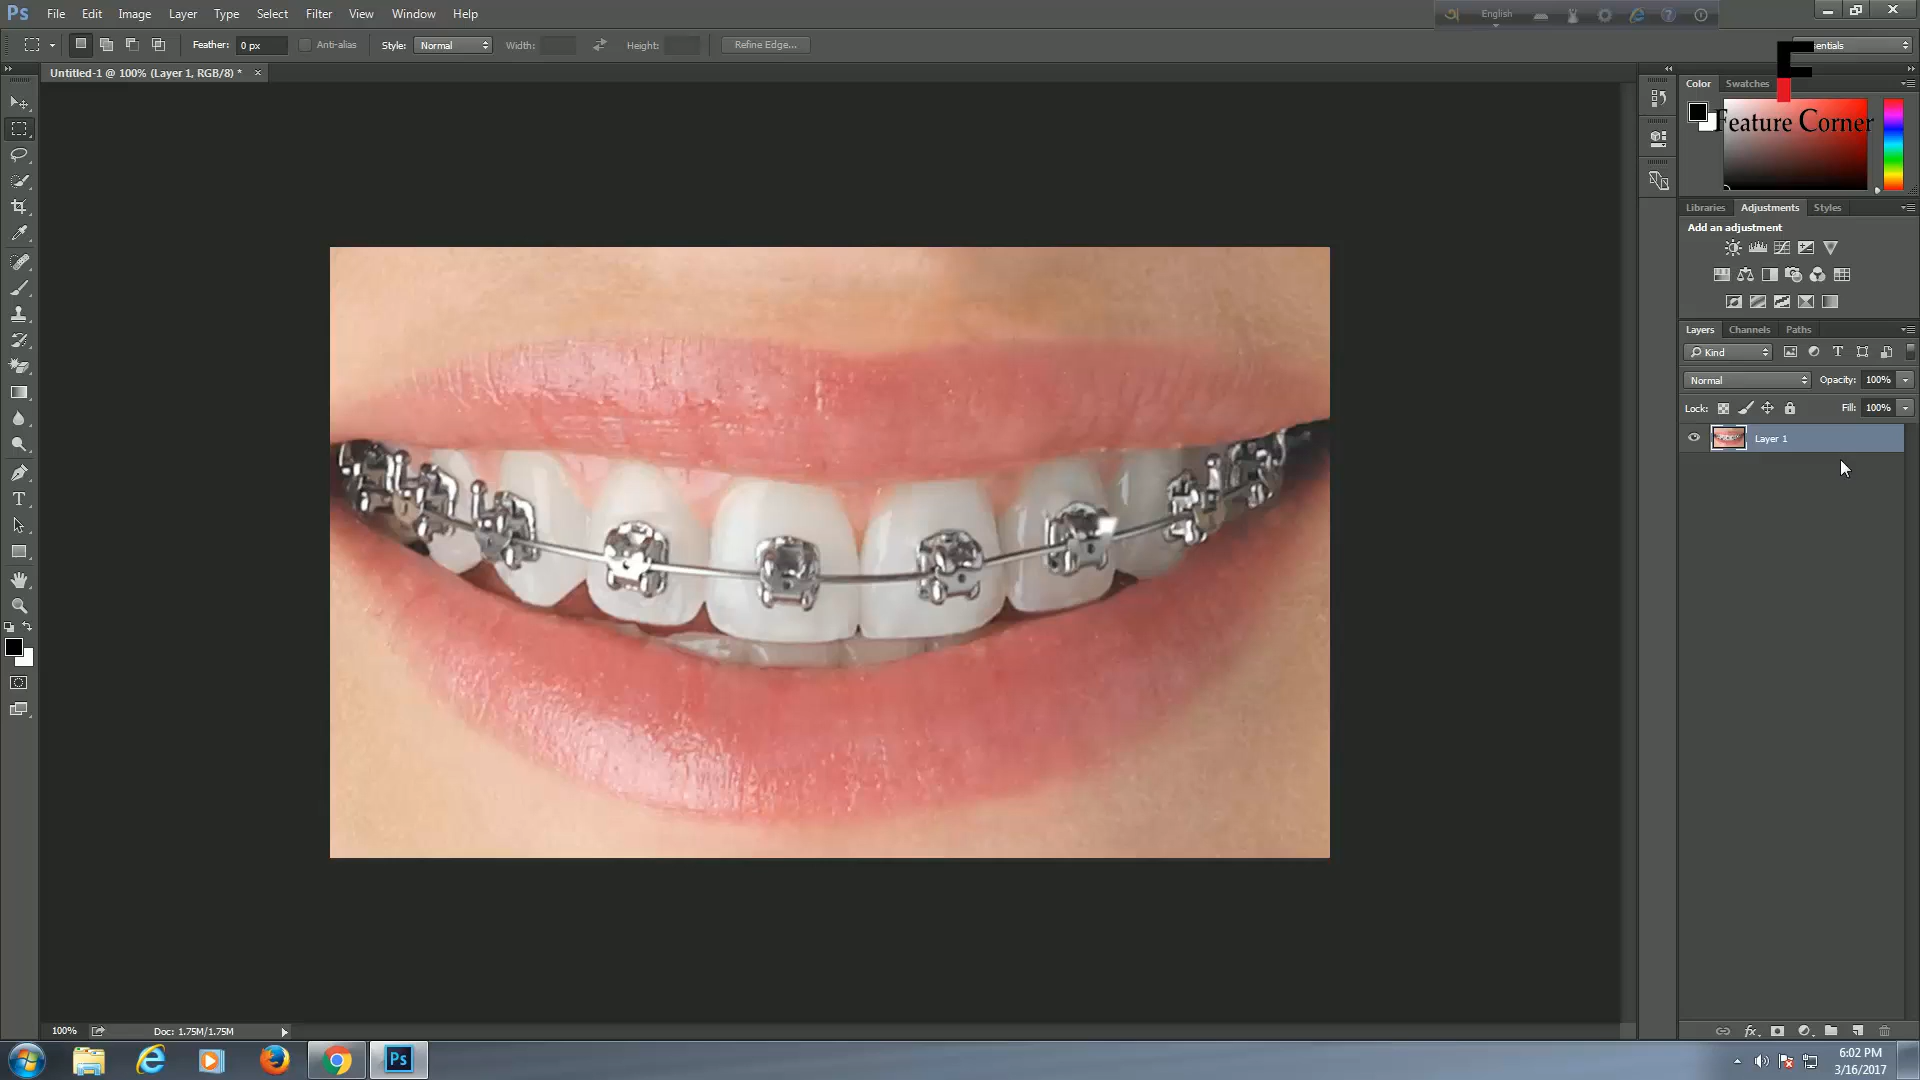 Ps File Edit Image Layer Type Select Filter View Window Help
English
Feather: 0 px Anti-alias Style: Normal Width: Height: Refine Edge... entials
Untitled-1 @ 100% (Layer 1, RGB/8) *
Color Swatches
Feature Corner
Libraries Adjustments Styles
Add an adjustment
Layers Channels Paths
Kind
Normal Opacity: 100%
Lock: Fill: 100%
Layer 1
100% Doc: 1.75M/1.75M
fx
Ps
6:02 PM
3/16/2017